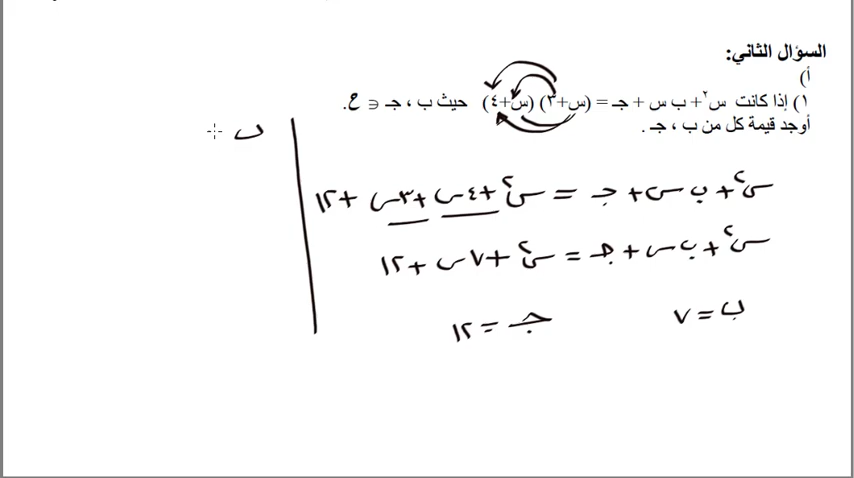 السؤال الثاني:
أ)
١) إذا كانت س٢ + ب س + جـ = (س+٣) (س+٤) حيث ب ، جـ ∈ ح.
أوجد قيمة كل من ب ، جـ .
س٢ + ب س + جـ = س٢ + ٤س + ٣س + ١٢
س٢ + ب س + جـ = س٢ + ٧س + ١٢
ب = ٧ جـ = ١٢